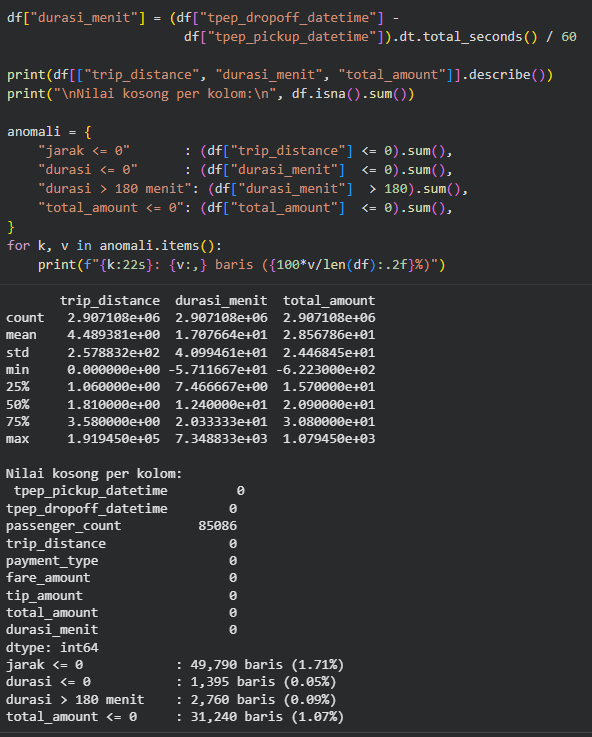 df["durasi_menit"] = (df["tpep_dropoff_datetime"] -
                      df["tpep_pickup_datetime"]).dt.total_seconds() / 60

print(df[["trip_distance", "durasi_menit", "total_amount"]].describe())
print("\nNilai kosong per kolom:\n", df.isna().sum())

anomali = {
    "jarak <= 0"       : (df["trip_distance"] <= 0).sum(),
    "durasi <= 0"      : (df["durasi_menit"]  <= 0).sum(),
    "durasi > 180 menit": (df["durasi_menit"]  > 180).sum(),
    "total_amount <= 0": (df["total_amount"]  <= 0).sum(),
}
for k, v in anomali.items():
    print(f"{k:22s}: {v:,} baris ({100*v/len(df):.2f}%)")
       trip_distance  durasi_menit  total_amount
count   2.907108e+06  2.907108e+06  2.907108e+06
mean    4.489381e+00  1.707664e+01  2.856786e+01
std     2.578832e+02  4.099461e+01  2.446845e+01
min     0.000000e+00 -5.711667e+01 -6.223000e+02
25%     1.060000e+00  7.466667e+00  1.570000e+01
50%     1.810000e+00  1.240000e+01  2.090000e+01
75%     3.580000e+00  2.033333e+01  3.080000e+01
max     1.919450e+05  7.348833e+03  1.079450e+03

Nilai kosong per kolom:
 tpep_pickup_datetime         0
tpep_dropoff_datetime        0
passenger_count          85086
trip_distance                0
payment_type                 0
fare_amount                  0
tip_amount                   0
total_amount                 0
durasi_menit                 0
dtype: int64
jarak <= 0            : 49,790 baris (1.71%)
durasi <= 0           : 1,395 baris (0.05%)
durasi > 180 menit    : 2,760 baris (0.09%)
total_amount <= 0     : 31,240 baris (1.07%)